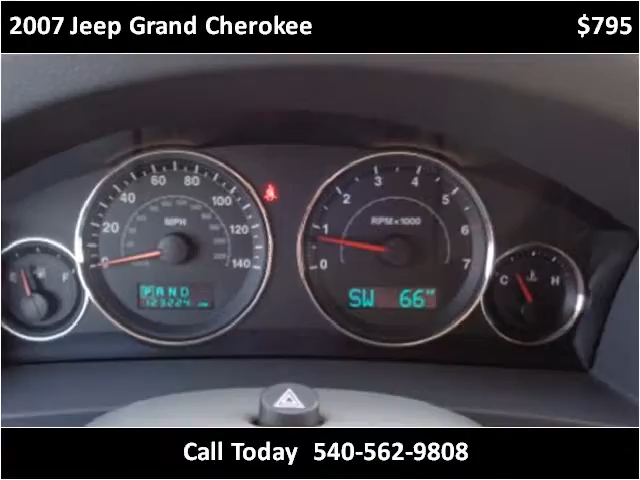 2007 Jeep Grand Cherokee $795
60 80
40 100
20 MPH 120
0 140
3 4
2 5
1 RPM×1000 6
0 7
E F
C H
P R N D
SW 66°
Call Today 540-562-9808